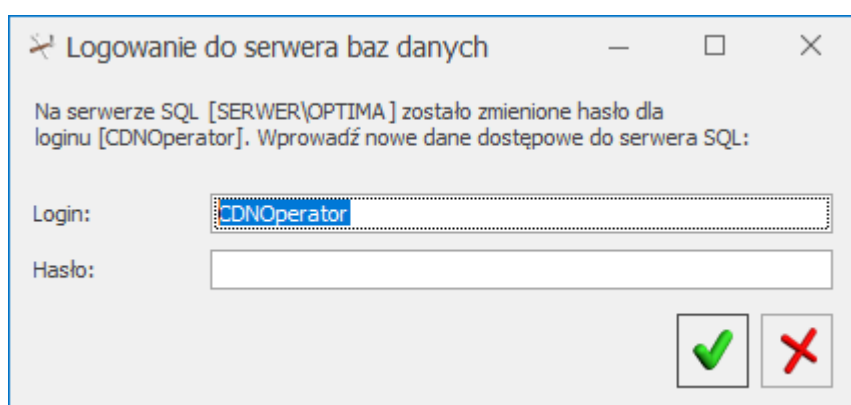 Logowanie do serwera baz danych
Na serwerze SQL [SERWER\OPTIMA] zostało zmienione hasło dla
loginu [CDNOperator]. Wprowadź nowe dane dostępowe do serwera SQL:
Login: CDNOperator
Hasło: